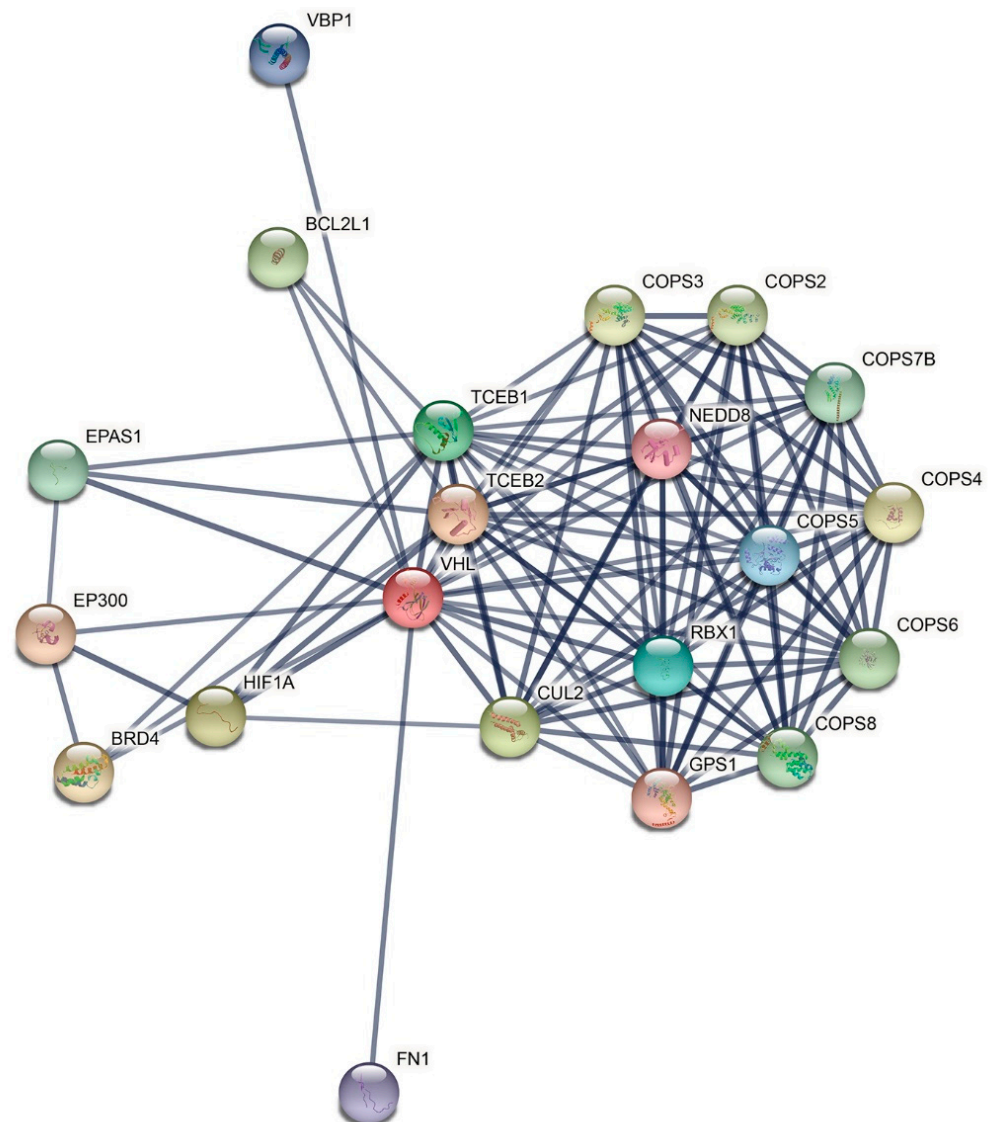 VBP1
BCL2L1
COPS3
COPS2
COPS7B
TCEB1
NEDD8
EPAS1
TCEB2
COPS4
COPS5
VHL
EP300
RBX1
COPS6
HIF1A
CUL2
BRD4
COPS8
GPS1
FN1